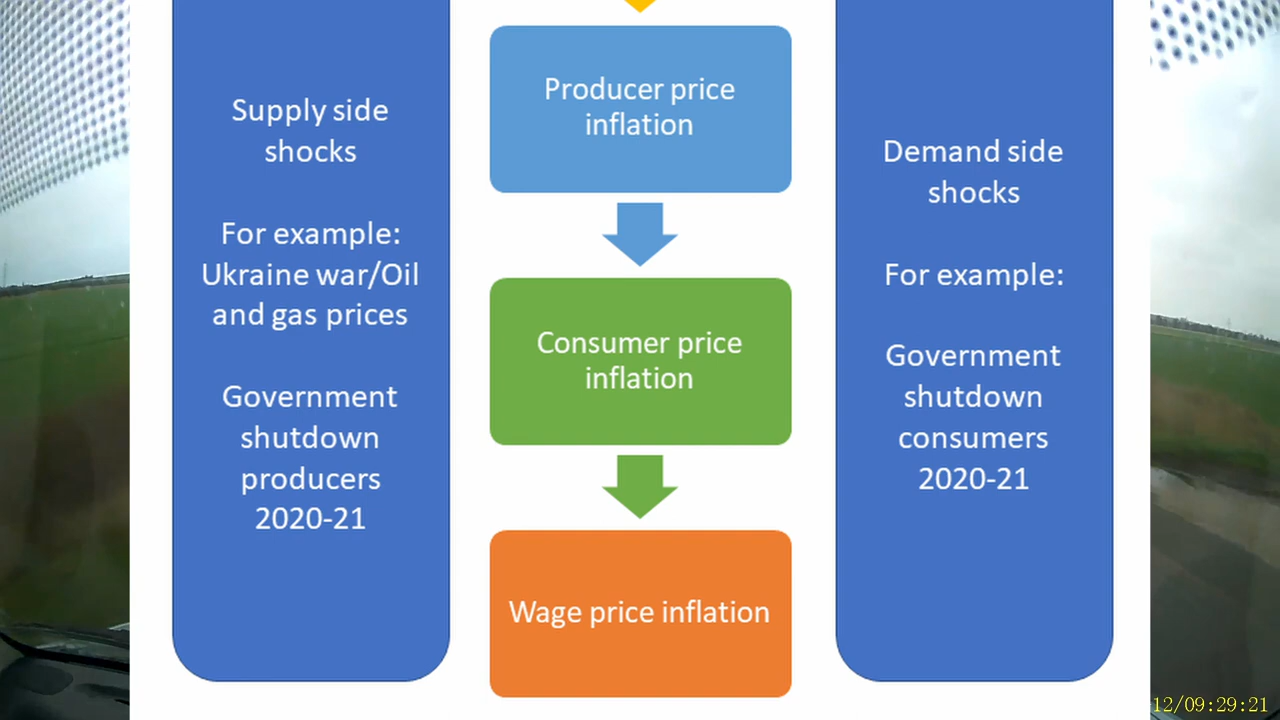 Supply side
shocks
For example:
Ukraine war/Oil
and gas prices
Government
shutdown
producers
2020-21
Producer price
inflation
Consumer price
inflation
Wage price inflation
Demand side
shocks
For example:
Government
shutdown
consumers
2020-21
12/09:29:21